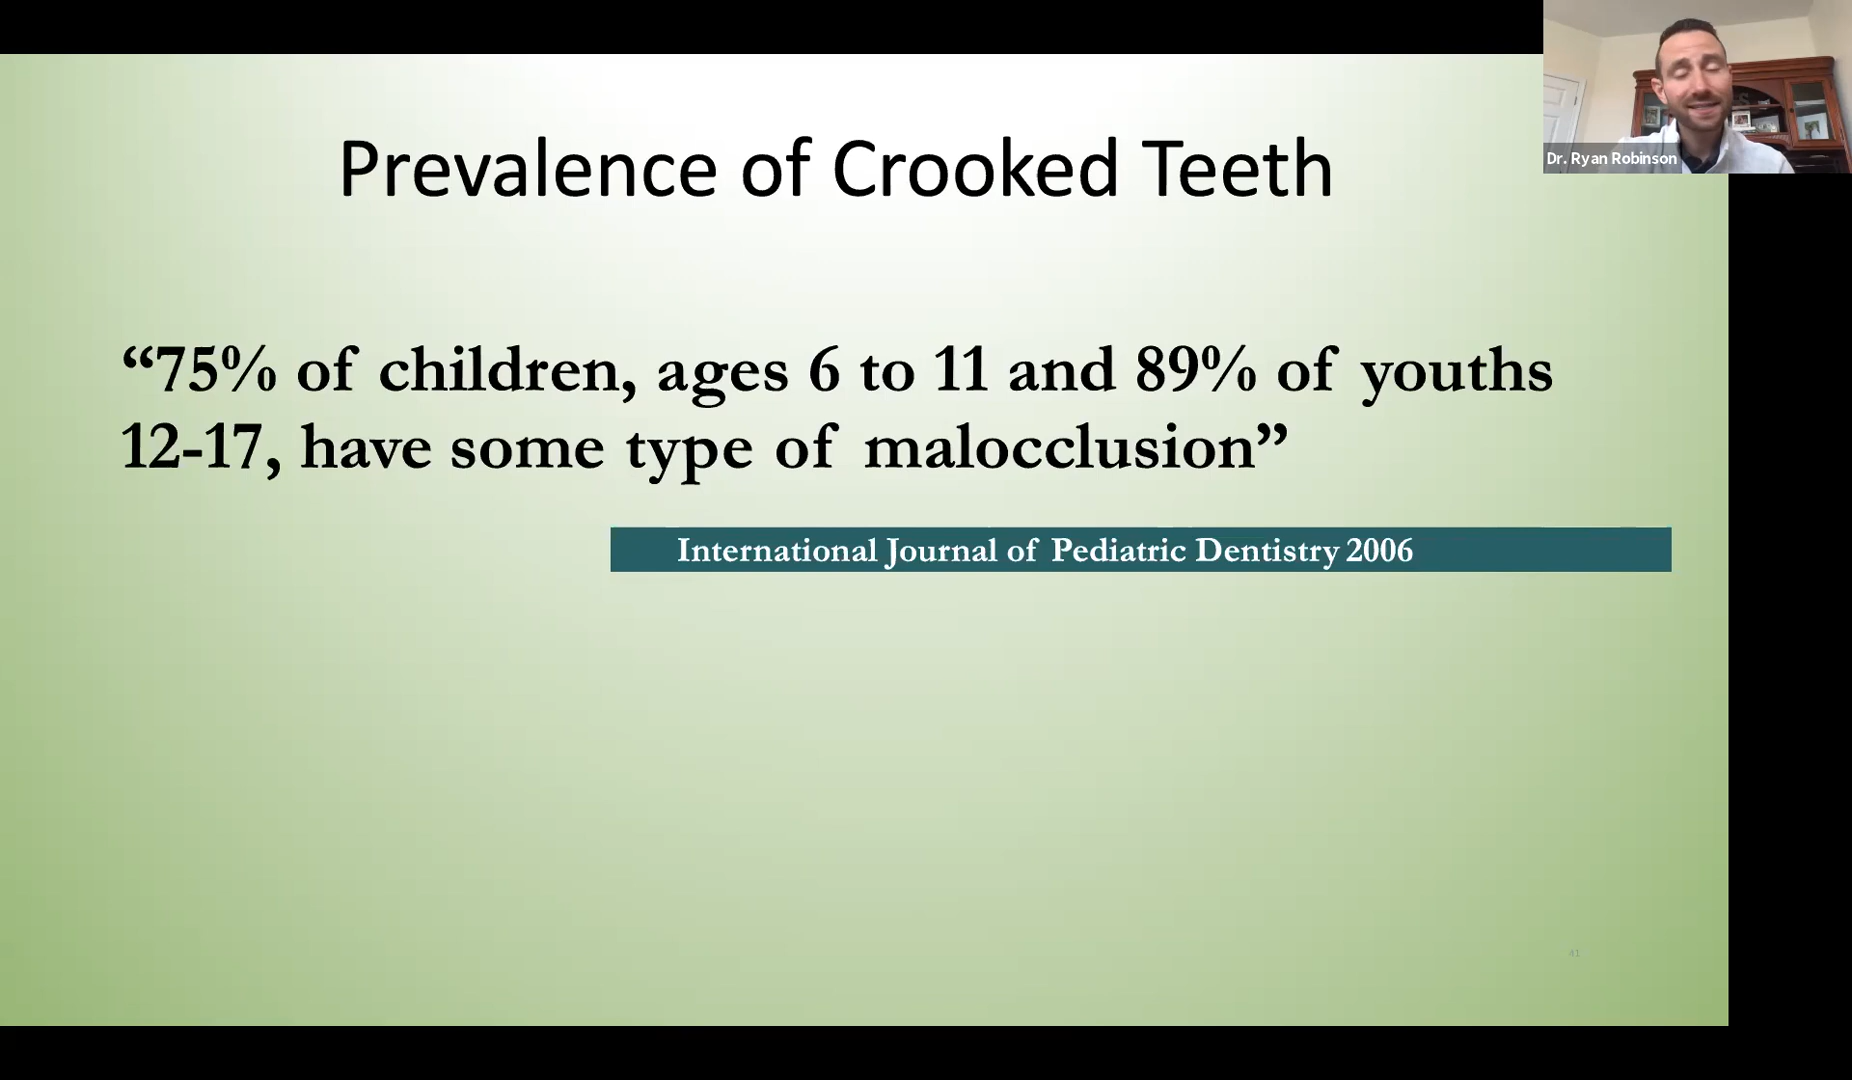 Prevalence of Crooked Teeth
Dr. Ryan Robinson
“75% of children, ages 6 to 11 and 89% of youths
12-17, have some type of malocclusion”
International Journal of Pediatric Dentistry 2006
41